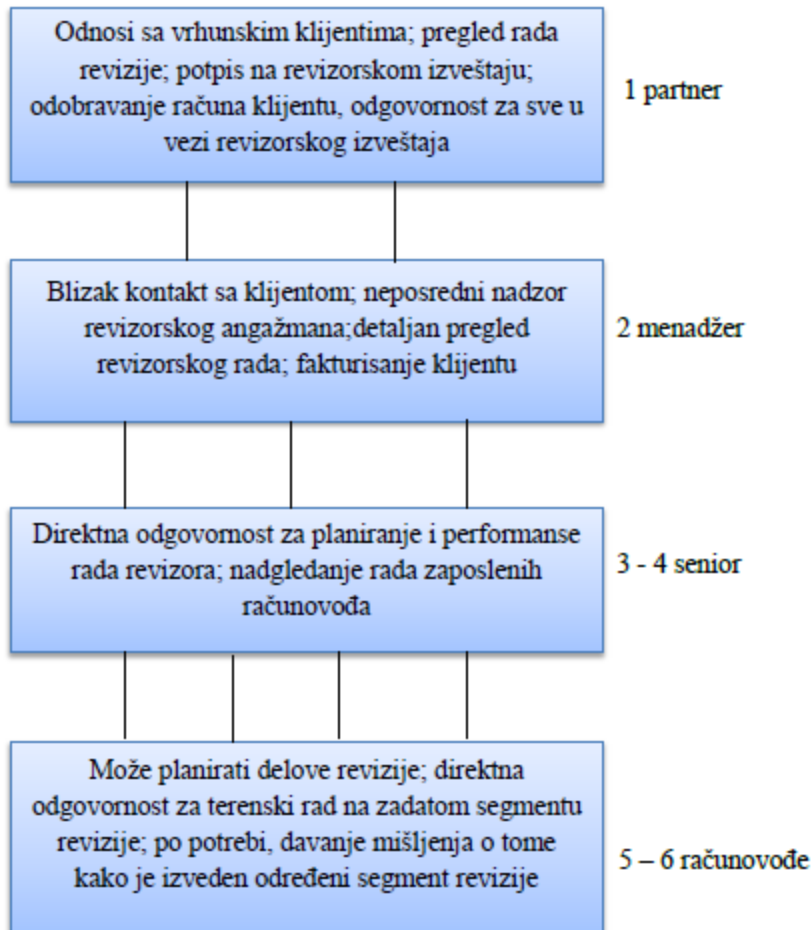 Odnosi sa vrhunskim klijentima; pregled rada
revizije; potpis na revizorskom izveštaju;
odobravanje računa klijentu, odgovornost za sve u
vezi revizorskog izveštaja
1 partner
Blizak kontakt sa klijentom; neposredni nadzor
revizorskog angažmana;detaljan pregled
revizorskog rada; fakturisanje klijentu
2 menadžer
Direktna odgovornost za planiranje i performanse
rada revizora; nadgledanje rada zaposlenih
računovođa
3 - 4 senior
Može planirati delove revizije; direktna
odgovornost za terenski rad na zadatom segmentu
revizije; po potrebi, davanje mišljenja o tome
kako je izveden određeni segment revizije
5 – 6 računovođe